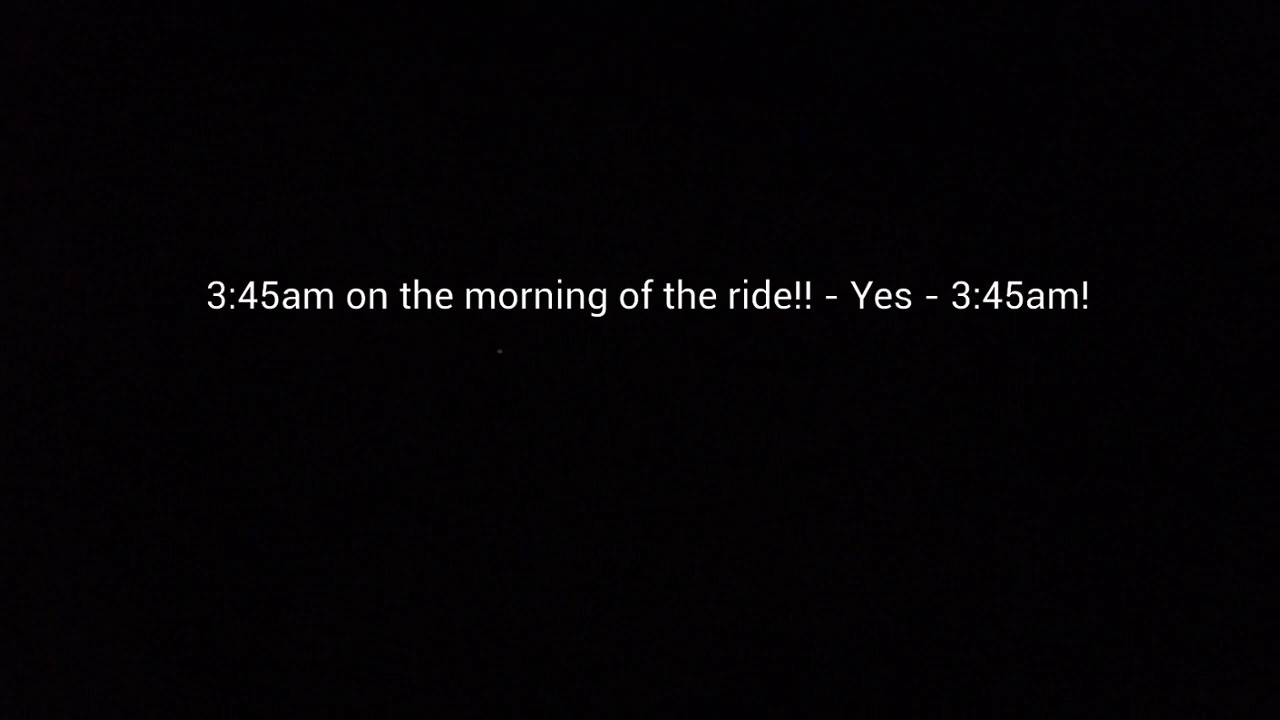 3:45am on the morning of the ride!! - Yes - 3:45am!